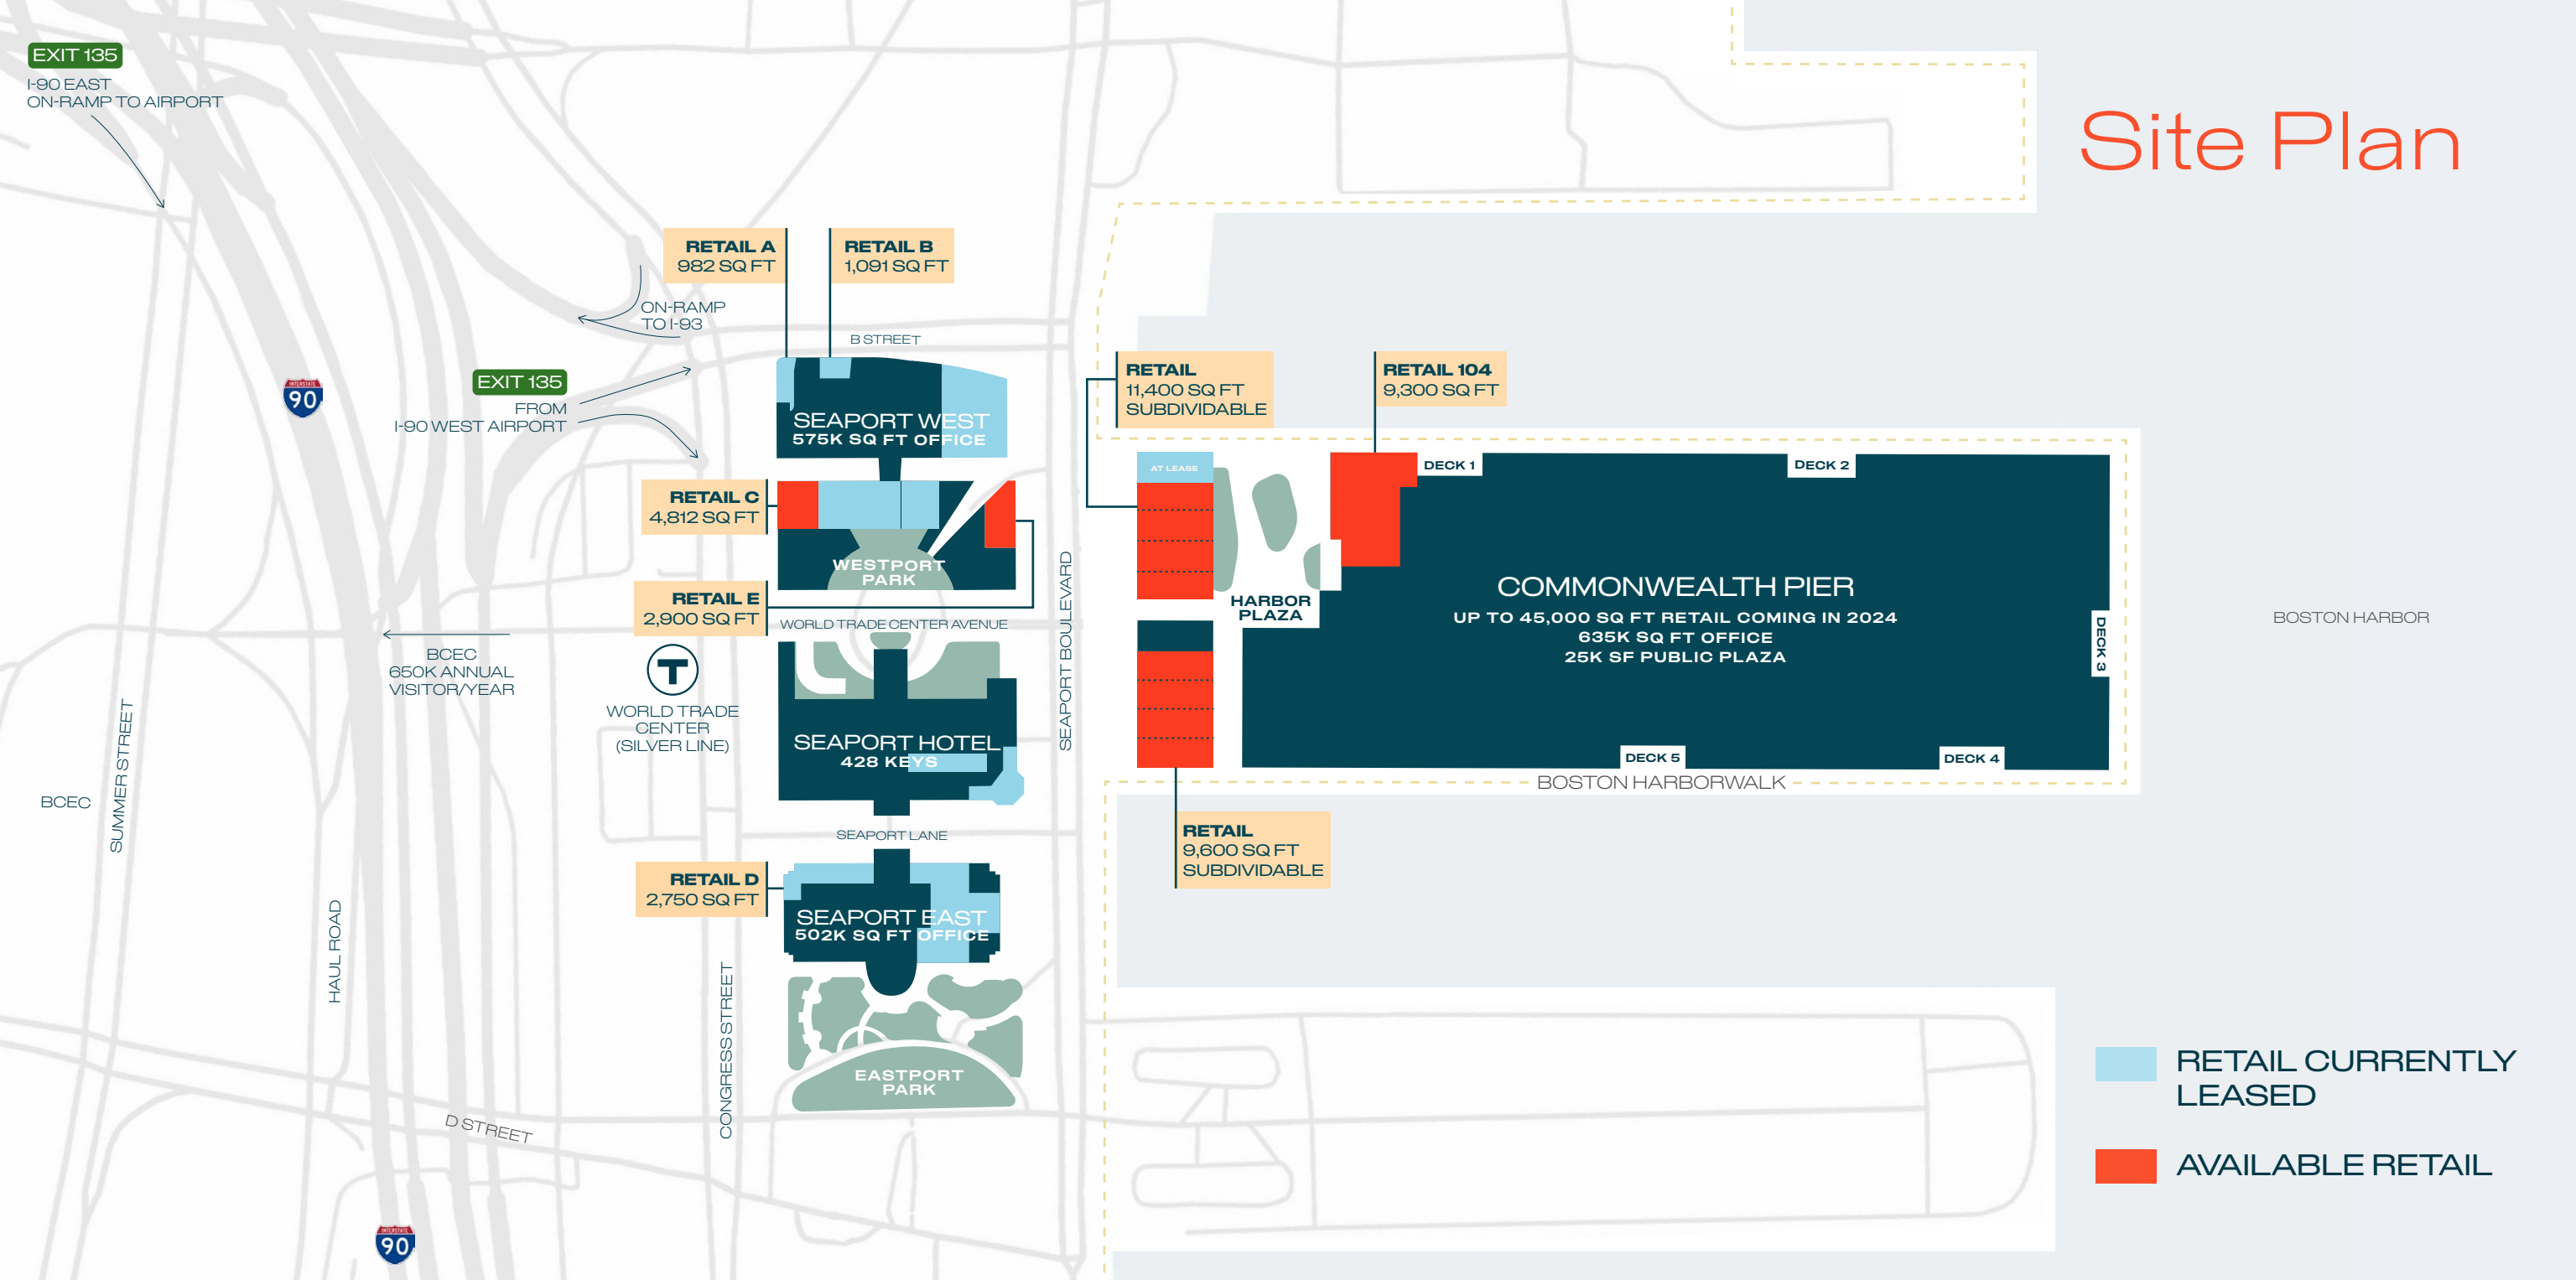 Site Plan
EXIT 135
I-90 EAST
ON-RAMP TO AIRPORT
RETAIL A
982 SQ FT
RETAIL B
1,091 SQ FT
ON-RAMP
TO I-93
B STREET
EXIT 135
FROM
I-90 WEST AIRPORT
INTERSTATE
90
SEAPORT WEST
575K SQ FT OFFICE
RETAIL
11,400 SQ FT
SUBDIVIDABLE
RETAIL 104
9,300 SQ FT
AT LEASE
DECK 1
DECK 2
RETAIL C
4,812 SQ FT
WESTPORT
PARK
RETAIL E
2,900 SQ FT
WORLD TRADE CENTER AVENUE
SEAPORT BOULEVARD
HARBOR
PLAZA
COMMONWEALTH PIER
UP TO 45,000 SQ FT RETAIL COMING IN 2024
635K SQ FT OFFICE
25K SF PUBLIC PLAZA
DECK 3
BOSTON HARBOR
BCEC
650K ANNUAL
VISITOR/YEAR
T
WORLD TRADE
CENTER
(SILVER LINE)
SEAPORT HOTEL
428 KEYS
DECK 5
DECK 4
BOSTON HARBORWALK
BCEC
SUMMER STREET
SEAPORT LANE
RETAIL
9,600 SQ FT
SUBDIVIDABLE
RETAIL D
2,750 SQ FT
SEAPORT EAST
502K SQ FT OFFICE
HAUL ROAD
CONGRESS STREET
EASTPORT
PARK
D STREET
INTERSTATE
90
RETAIL CURRENTLY
LEASED
AVAILABLE RETAIL